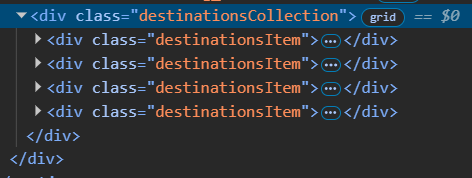 <div class="destinationsCollection"> grid == $0
<div class="destinationsItem"> … </div>
<div class="destinationsItem"> … </div>
<div class="destinationsItem"> … </div>
<div class="destinationsItem"> … </div>
</div>
</div>